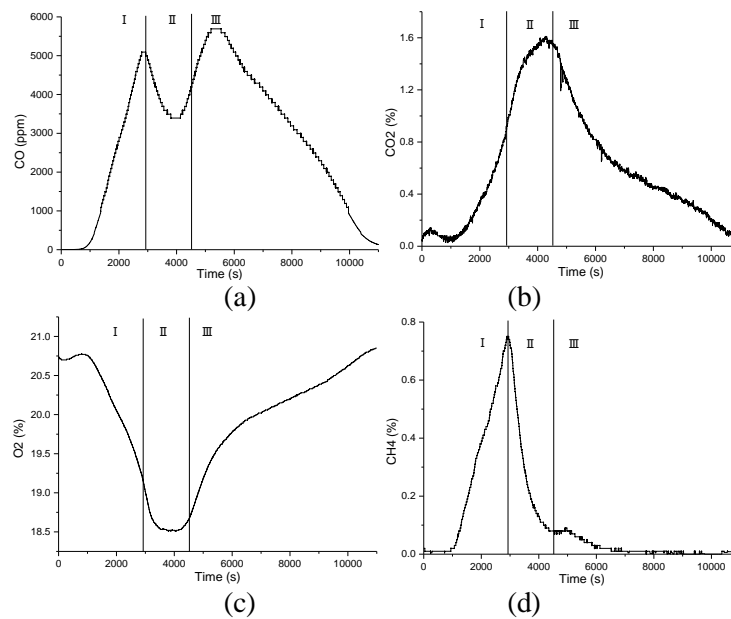 I II III
6000
5000
4000
3000
2000
1000
0
CO (ppm)
0 2000 4000 6000 8000 10000
Time (s)
(a)
I II III
1.6
1.2
0.8
0.4
0.0
CO2 (%)
0 2000 4000 6000 8000 10000
Time (s)
(b)
I II III
21.0
20.5
20.0
19.5
19.0
18.5
O2 (%)
0 2000 4000 6000 8000 10000
Time (s)
(c)
I II III
0.8
0.6
0.4
0.2
0.0
CH4 (%)
0 2000 4000 6000 8000 10000
Time (s)
(d)